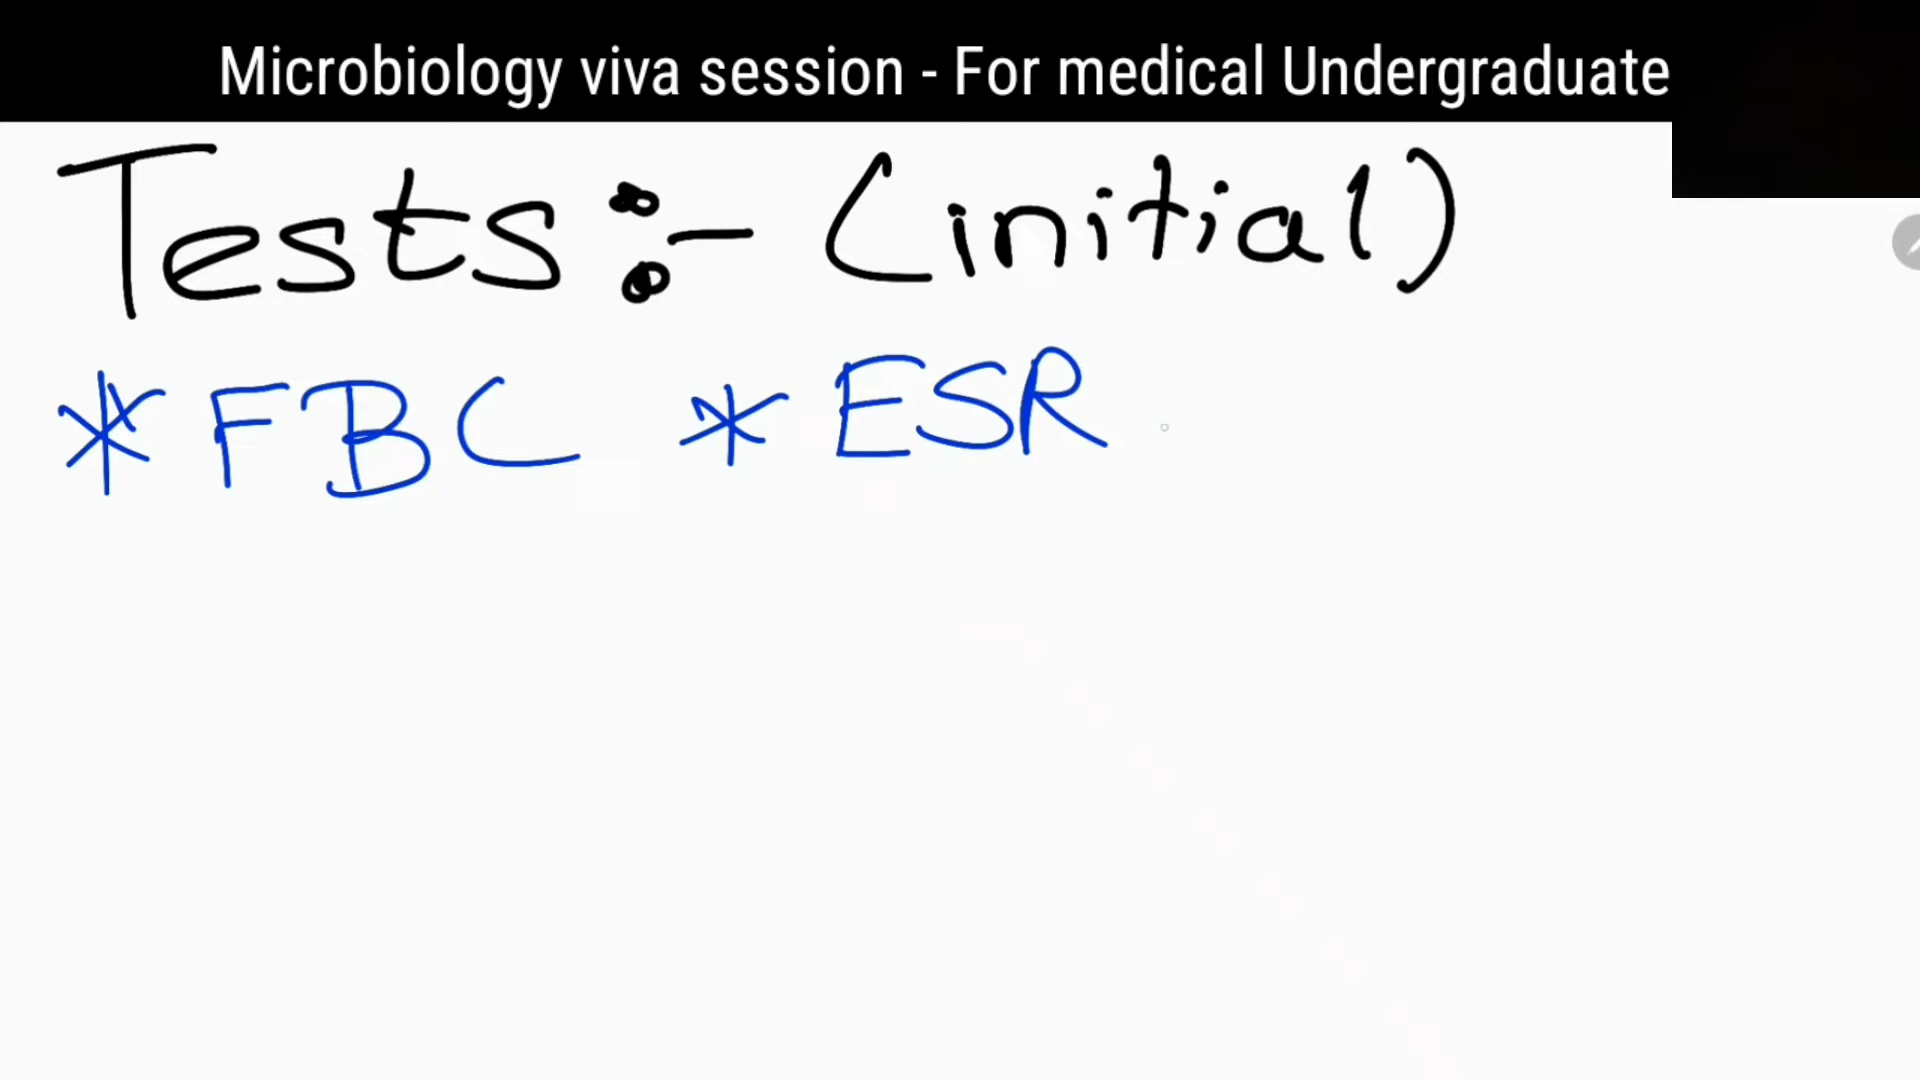 Microbiology viva session - For medical Undergraduate
Tests :- (initial)
* FBC * ESR